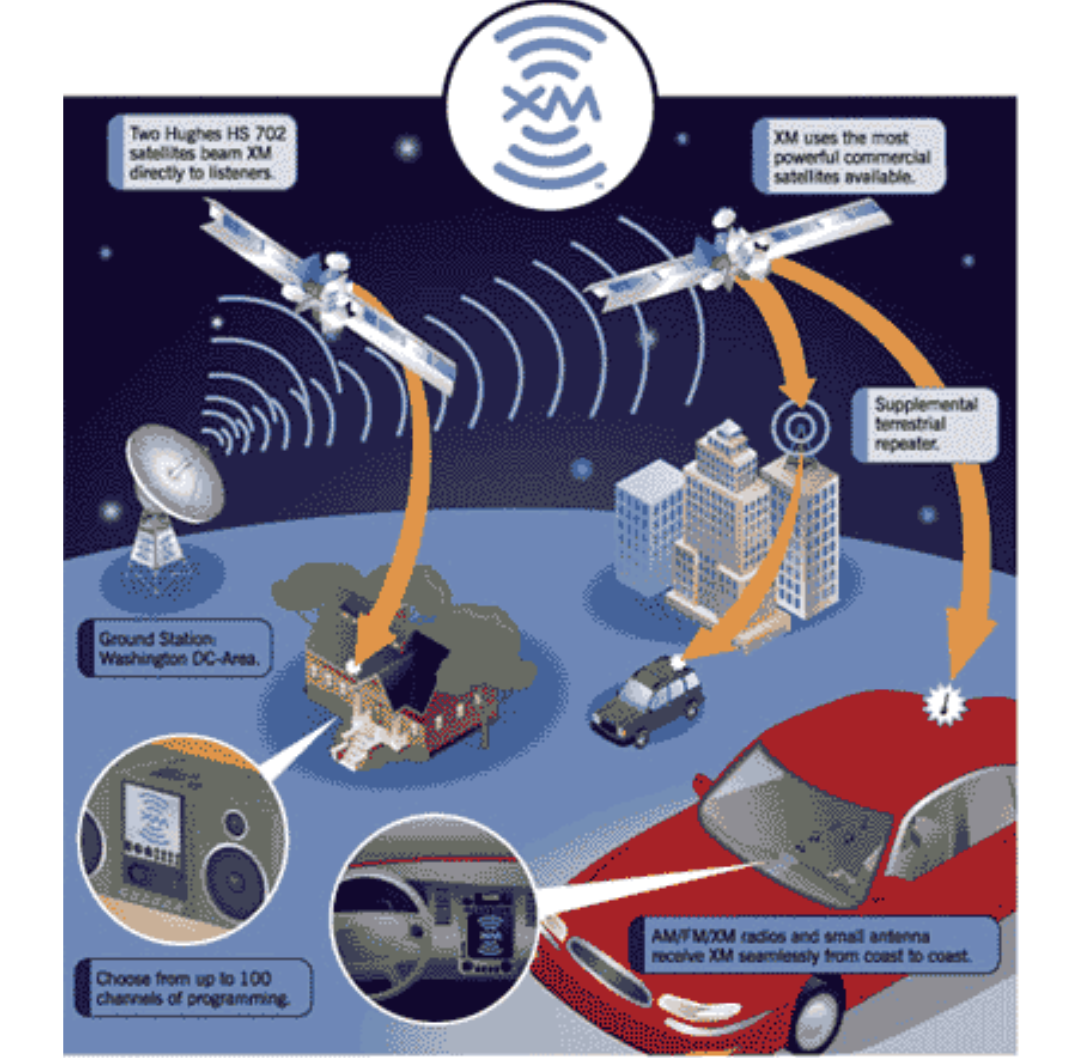 XM
Two Hughes HS 702
satellites beam XM
directly to listeners.
XM uses the most
powerful commercial
satellites available.
Supplemental
terrestrial
repeater.
Ground Station:
Washington DC-Area.
XM
AM/FM/XM radios and small antenna
receive XM seamlessly from coast to coast.
Choose from up to 100
channels of programming.